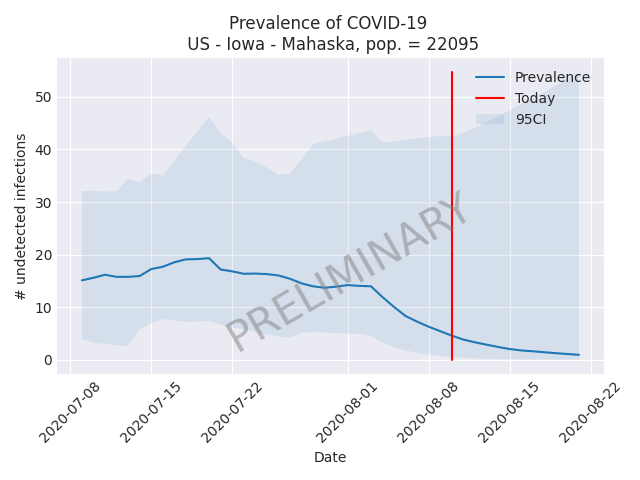 Prevalence of COVID-19
US - Iowa - Mahaska, pop. = 22095
Prevalence
Today
95CI
# undetected infections
50
40
30
20
10
0
PRELIMINARY
2020-07-08
2020-07-15
2020-07-22
2020-08-01
2020-08-08
2020-08-15
2020-08-22
Date